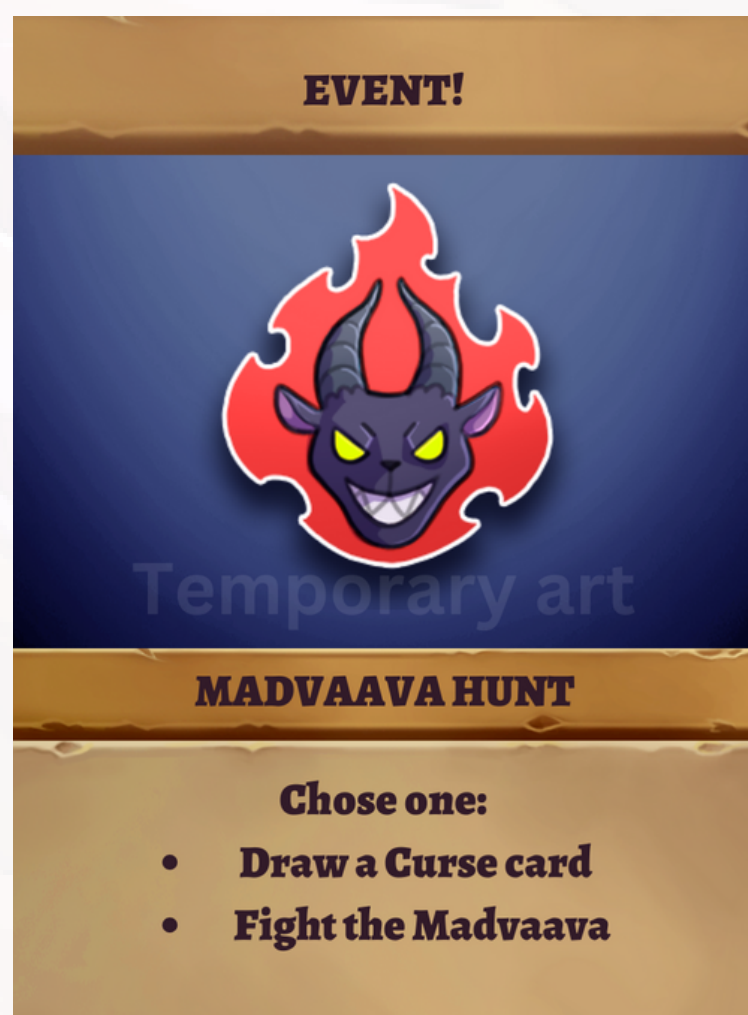 EVENT!
Temporary art
MADVAAVA HUNT
Chose one:
• Draw a Curse card
• Fight the Madvaava